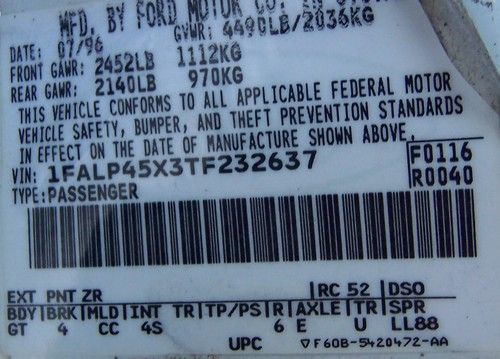 MFD. BY FORD MOTOR CO.
GVWR: 4490LB/2036KG
DATE: 07/96
FRONT GAWR: 2452LB 1112KG
REAR GAWR: 2140LB 970KG
THIS VEHICLE CONFORMS TO ALL APPLICABLE FEDERAL MOTOR
VEHICLE SAFETY, BUMPER, AND THEFT PREVENTION STANDARDS
IN EFFECT ON THE DATE OF MANUFACTURE SHOWN ABOVE.
VIN: 1FALP45X3TF232637 F0116
TYPE: PASSENGER R0040
EXT PNT ZR RC 52 DSO
BDY BRK MLD INT TR TP/PS R AXLE TR SPR
GT 4 CC 4S 6 E U LL88
UPC ▽F60B-5420472-AA